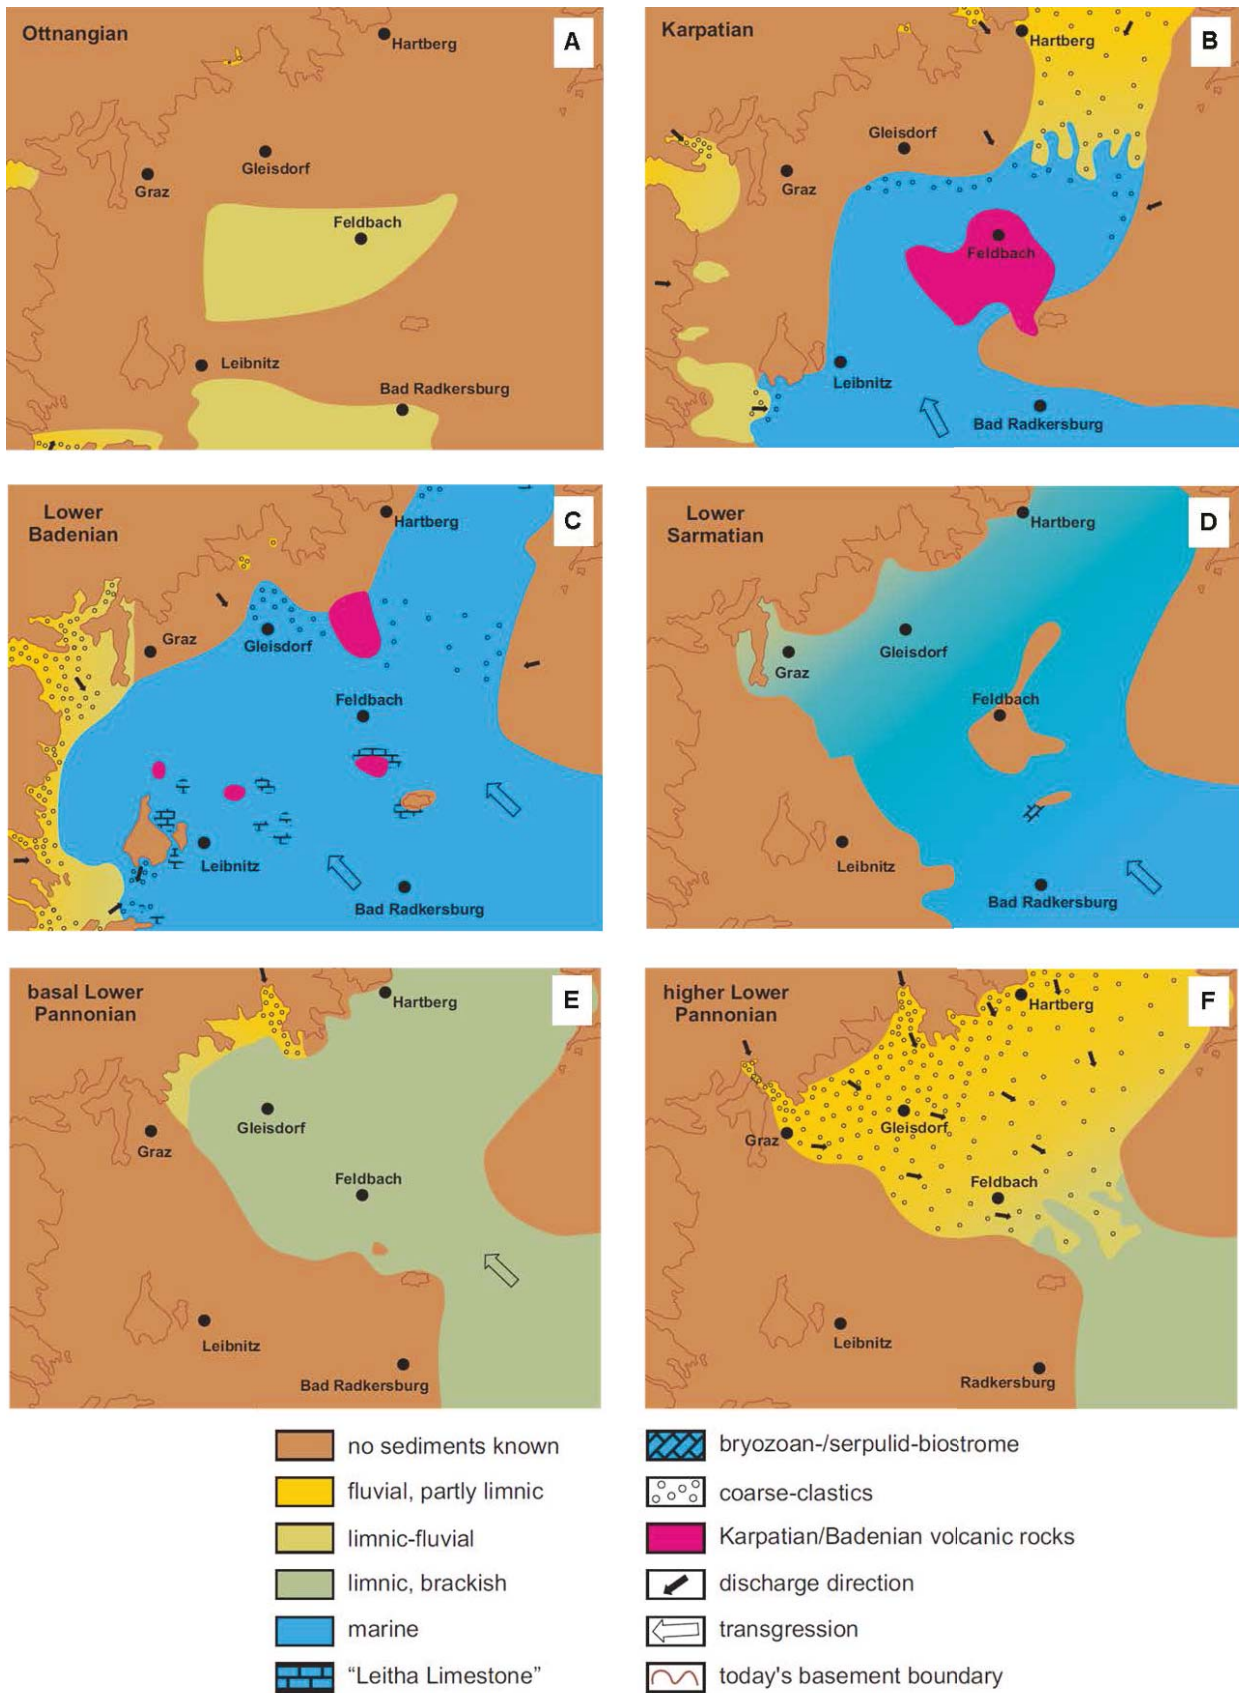 Ottnangian
A
Hartberg
Gleisdorf
Graz
Feldbach
Leibnitz
Bad Radkersburg
Karpatian
B
Hartberg
Gleisdorf
Graz
Feldbach
Leibnitz
Bad Radkersburg
Lower
Badenian
C
Hartberg
Graz
Gleisdorf
Feldbach
Leibnitz
Bad Radkersburg
Lower
Sarmatian
D
Hartberg
Gleisdorf
Graz
Feldbach
Leibnitz
Bad Radkersburg
basal Lower
Pannonian
E
Hartberg
Gleisdorf
Graz
Feldbach
Leibnitz
Bad Radkersburg
higher Lower
Pannonian
F
Hartberg
Gleisdorf
Graz
Feldbach
Leibnitz
Radkersburg
no sediments known
fluvial, partly limnic
limnic-fluvial
limnic, brackish
marine
“Leitha Limestone”
bryozoan-/serpulid-biostrome
coarse-clastics
Karpatian/Badenian volcanic rocks
discharge direction
transgression
today's basement boundary